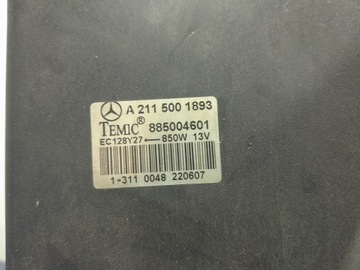 A 211 500 1893
TEMIC® 885004601
EC128Y27←850W 13V
1-311 0048 220607